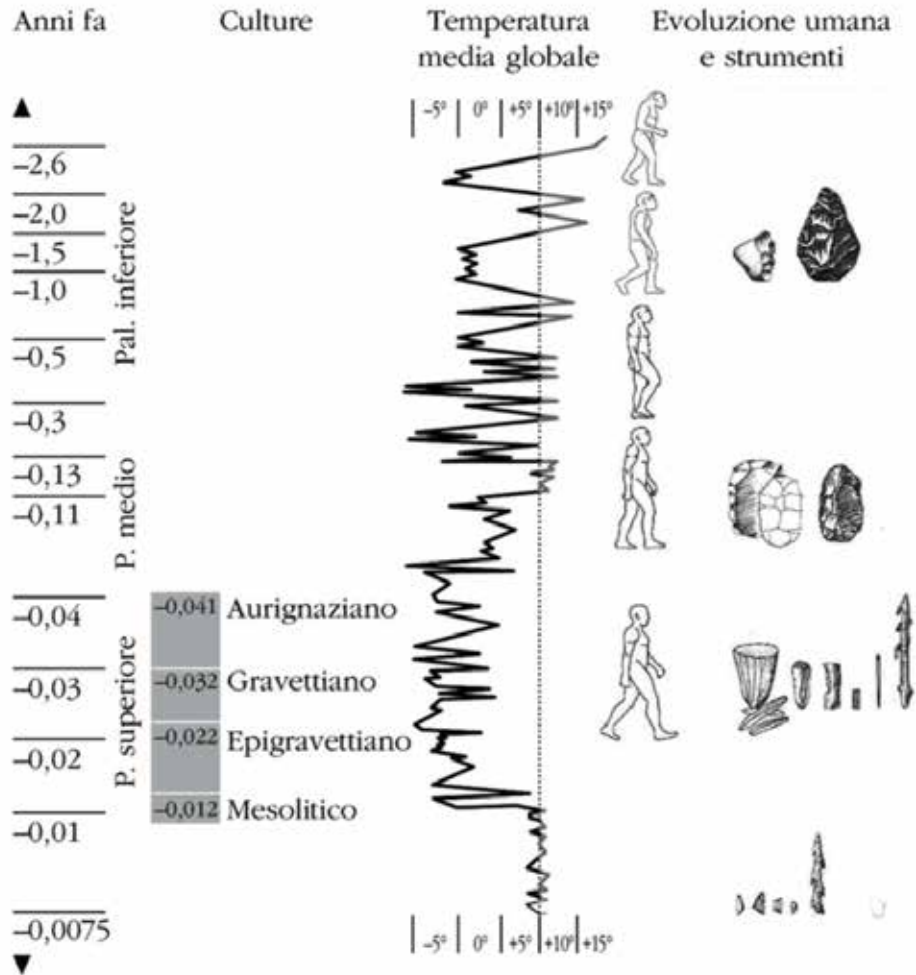 Anni fa
Culture
Temperatura
media globale
Evoluzione umana
e strumenti
▲
−5° 0° +5° +10° +15°
−2,6
−2,0
−1,5
−1,0
−0,5
−0,3
−0,13
−0,11
−0,04
−0,03
−0,02
−0,01
−0,0075
▼
Pal. inferiore
P. medio
P. superiore
−0,041 Aurignaziano
−0,032 Gravettiano
−0,022 Epigravettiano
−0,012 Mesolitico
−5° 0° +5° +10° +15°